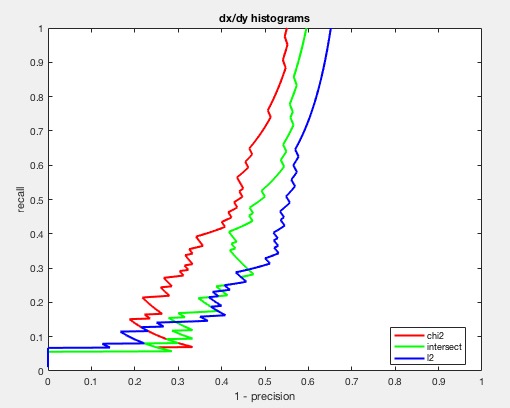 dx/dy histograms
1
0.9
0.8
0.7
0.6
0.5
0.4
0.3
0.2
0.1
0
recall
0 0.1 0.2 0.3 0.4 0.5 0.6 0.7 0.8 0.9 1
1 - precision
chi2
intersect
l2